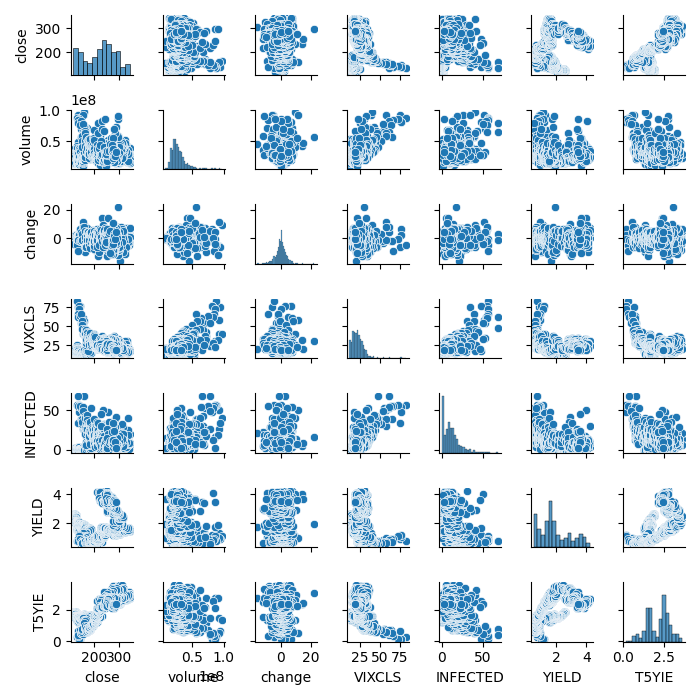 close
300
200
1e8
volume
1.0
0.5
change
20
0
VIXCLS
75
50
25
INFECTED
50
0
YIELD
4
2
T5YIE
2
0
200 300
close
0.5 1.0
volume
1e8
0 20
change
25 50 75
VIXCLS
0 50
INFECTED
2 4
YIELD
0.0 2.5
T5YIE